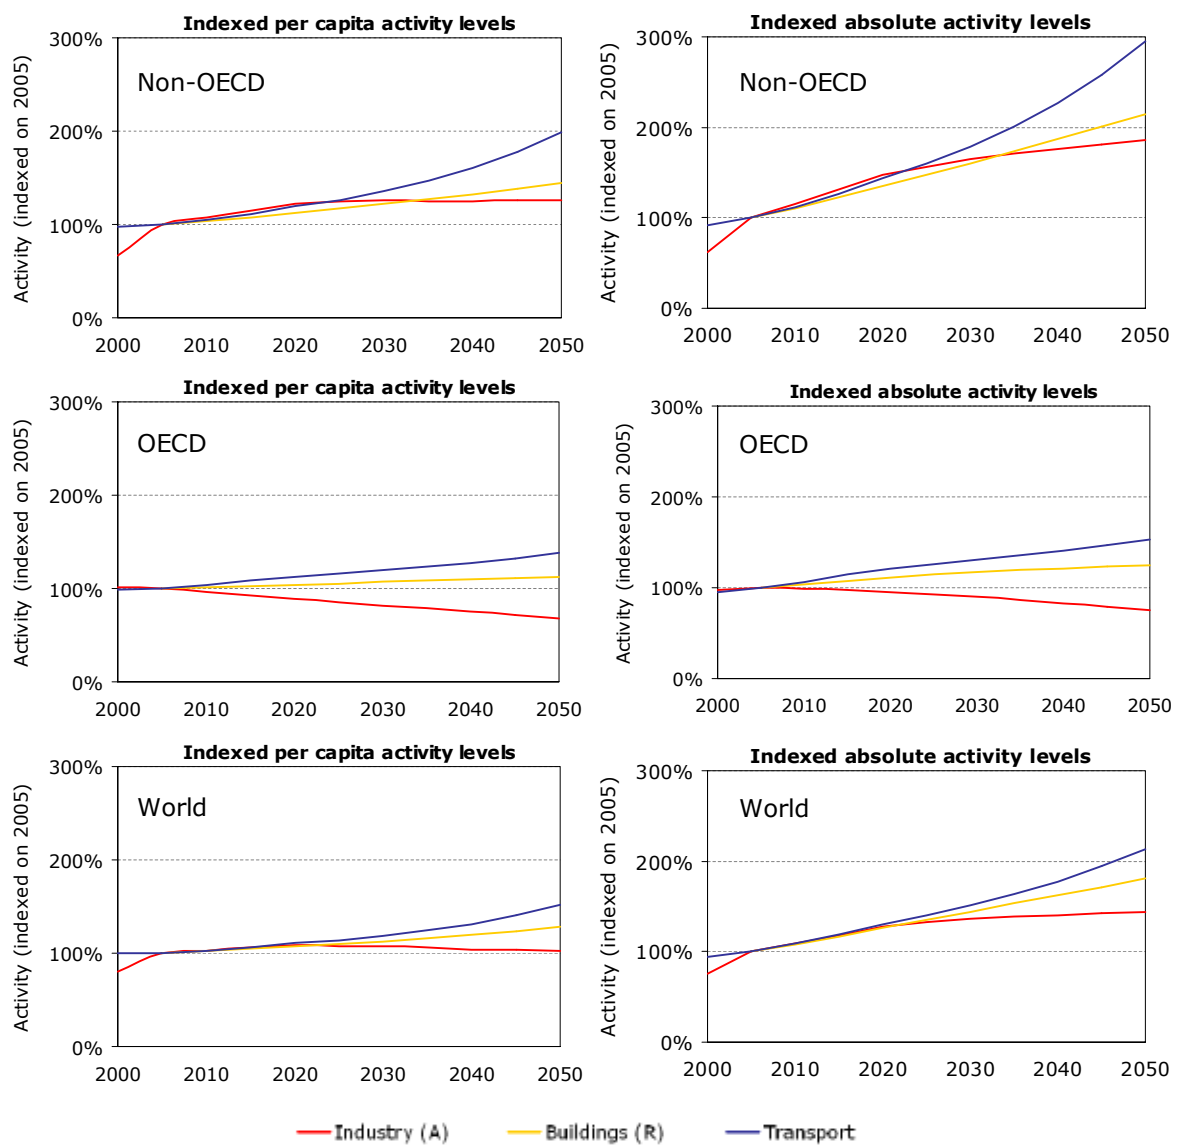 Indexed per capita activity levels
Activity (indexed on 2005)
300%
200%
100%
0%
Non-OECD
2000 2010 2020 2030 2040 2050
Indexed absolute activity levels
Activity (indexed on 2005)
300%
200%
100%
0%
Non-OECD
2000 2010 2020 2030 2040 2050
Indexed per capita activity levels
Activity (indexed on 2005)
300%
200%
100%
0%
OECD
2000 2010 2020 2030 2040 2050
Indexed absolute activity levels
Activity (indexed on 2005)
300%
200%
100%
0%
OECD
2000 2010 2020 2030 2040 2050
Indexed per capita activity levels
Activity (indexed on 2005)
300%
200%
100%
0%
World
2000 2010 2020 2030 2040 2050
Indexed absolute activity levels
Activity (indexed on 2005)
300%
200%
100%
0%
World
2000 2010 2020 2030 2040 2050
Industry (A) Buildings (R) Transport